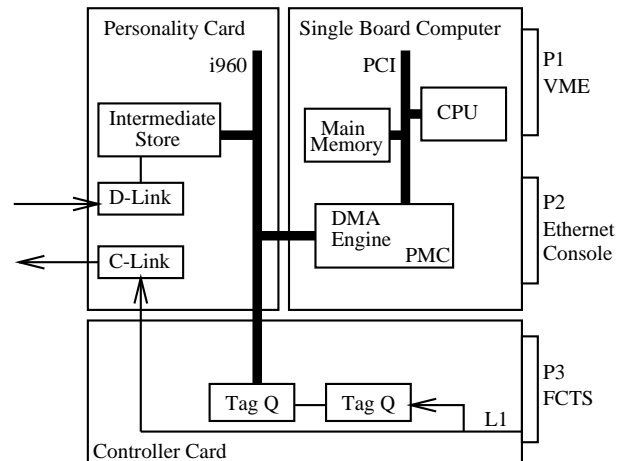 Personality Card
Single Board Computer
i960
PCI
P1
VME
Intermediate
Store
Main
Memory
CPU
D-Link
DMA
Engine
PMC
P2
Ethernet
Console
C-Link
P3
FCTS
Tag Q
Tag Q
L1
Controller Card